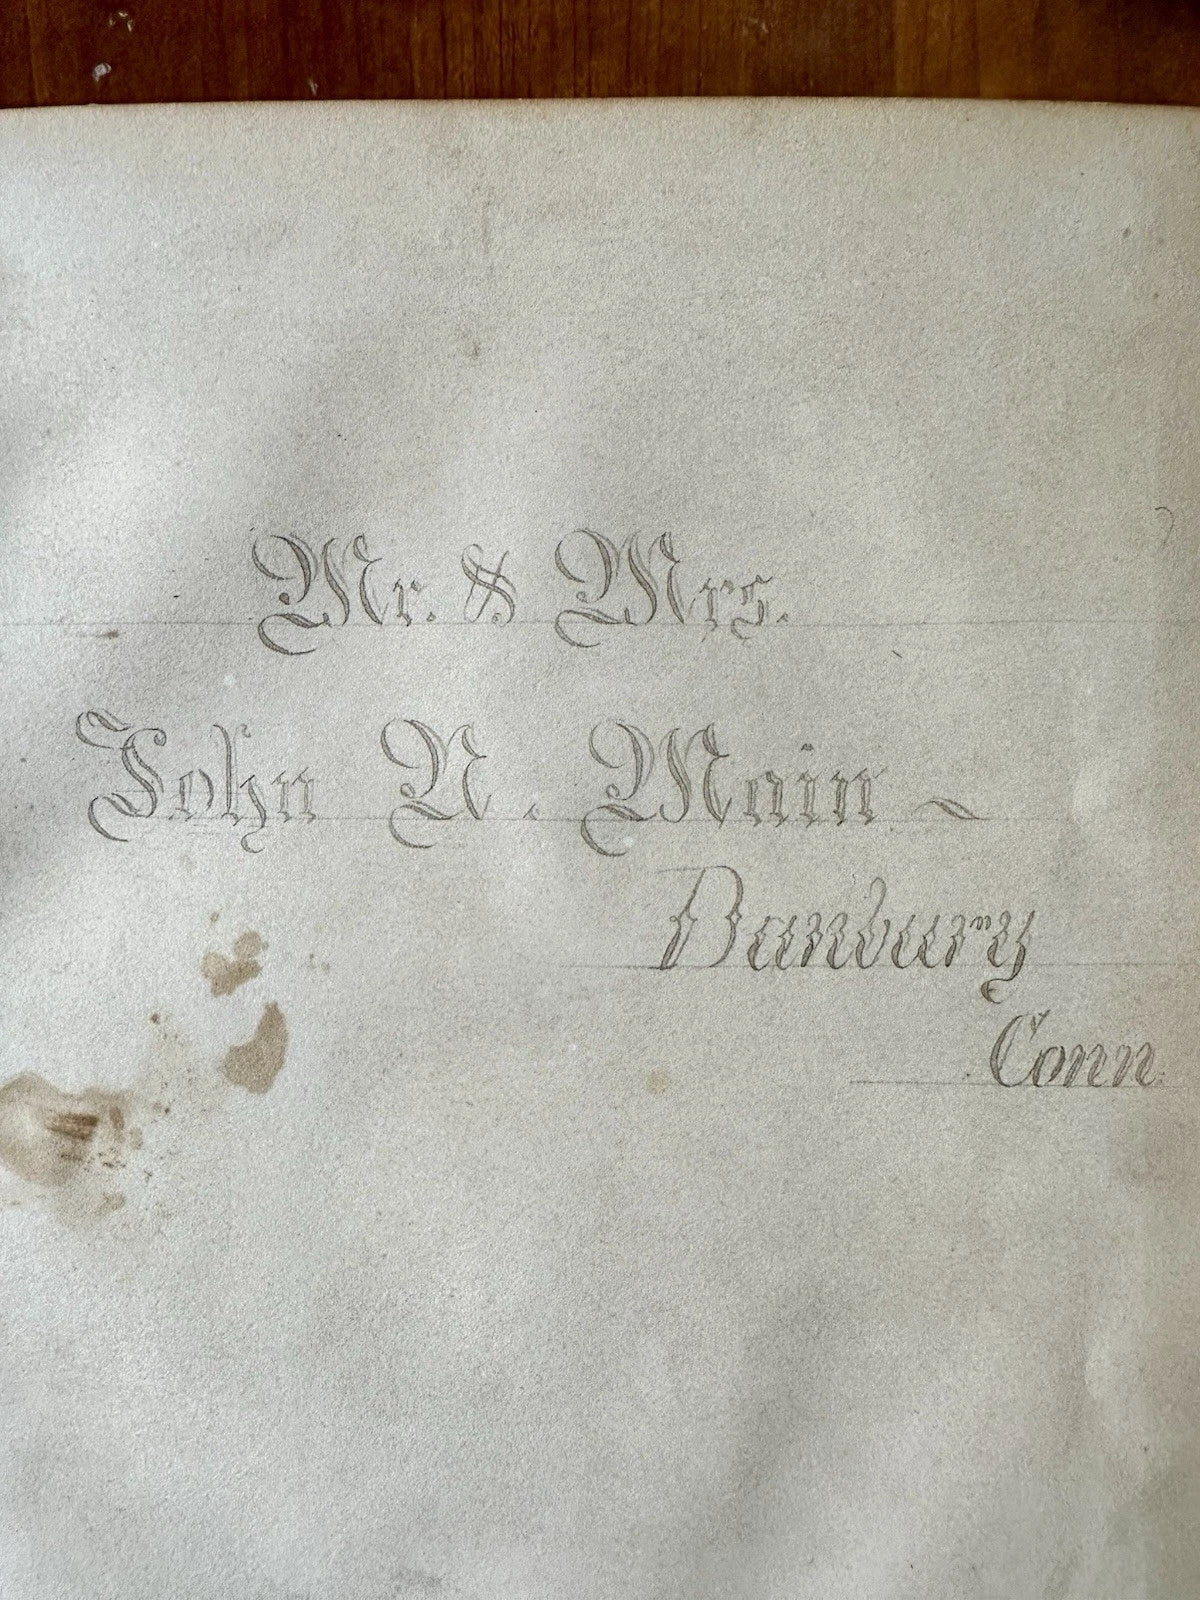 Mr. & Mrs.
John N. Main ~
Danbury
Conn.